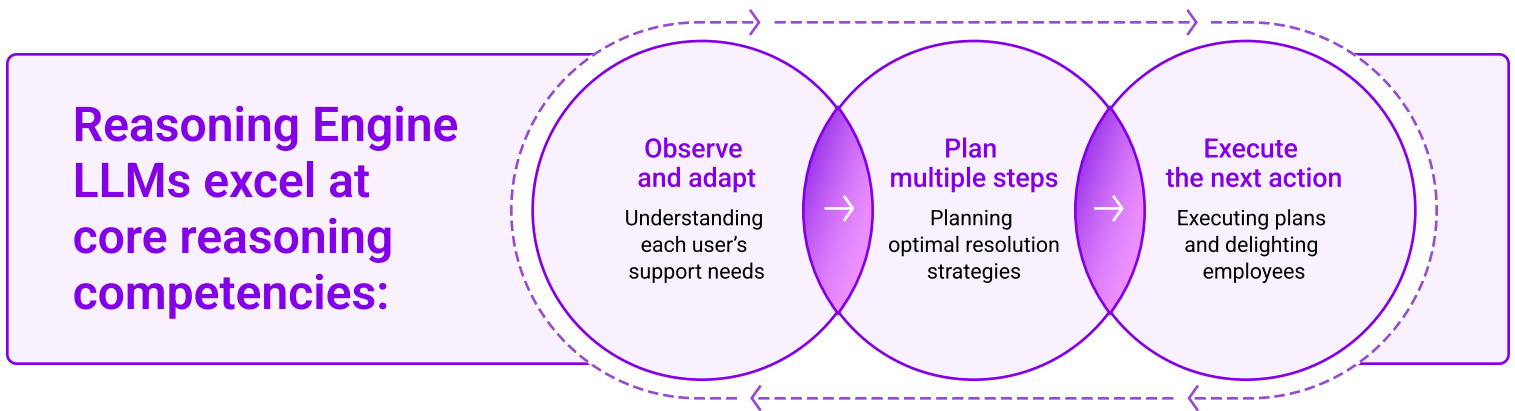 Reasoning Engine
LLMs excel at
core reasoning
competencies:
Observe
and adapt
Understanding
each user’s
support needs
Plan
multiple steps
Planning
optimal resolution
strategies
Execute
the next action
Executing plans
and delighting
employees